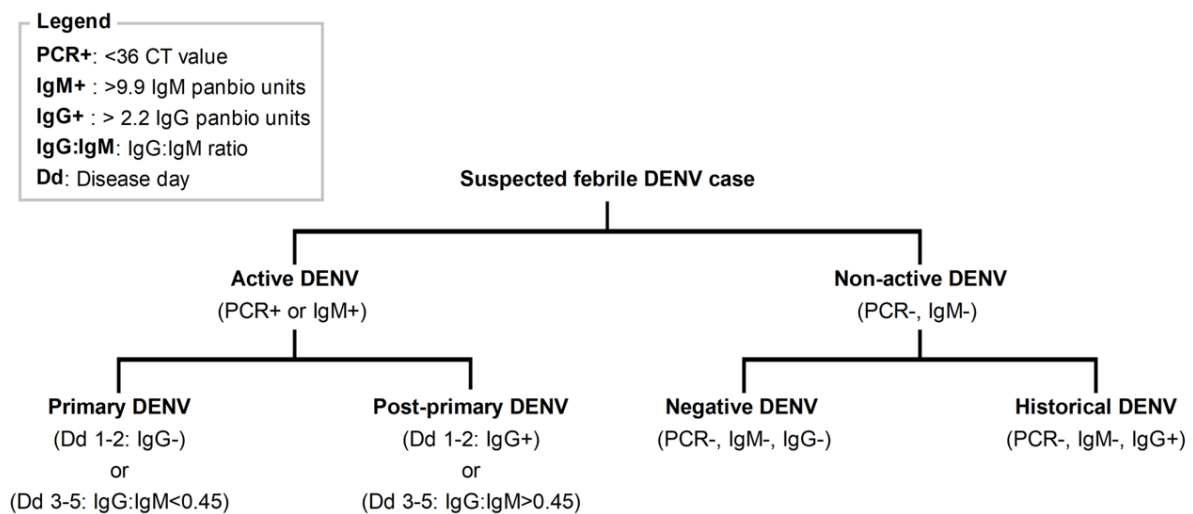 Legend
PCR+: <36 CT value
IgM+ : >9.9 IgM panbio units
IgG+ : > 2.2 IgG panbio units
IgG:IgM: IgG:IgM ratio
Dd: Disease day
Suspected febrile DENV case
Active DENV
(PCR+ or IgM+)
Non-active DENV
(PCR-, IgM-)
Primary DENV
(Dd 1-2: IgG-)
or
(Dd 3-5: IgG:IgM<0.45)
Post-primary DENV
(Dd 1-2: IgG+)
or
(Dd 3-5: IgG:IgM>0.45)
Negative DENV
(PCR-, IgM-, IgG-)
Historical DENV
(PCR-, IgM-, IgG+)